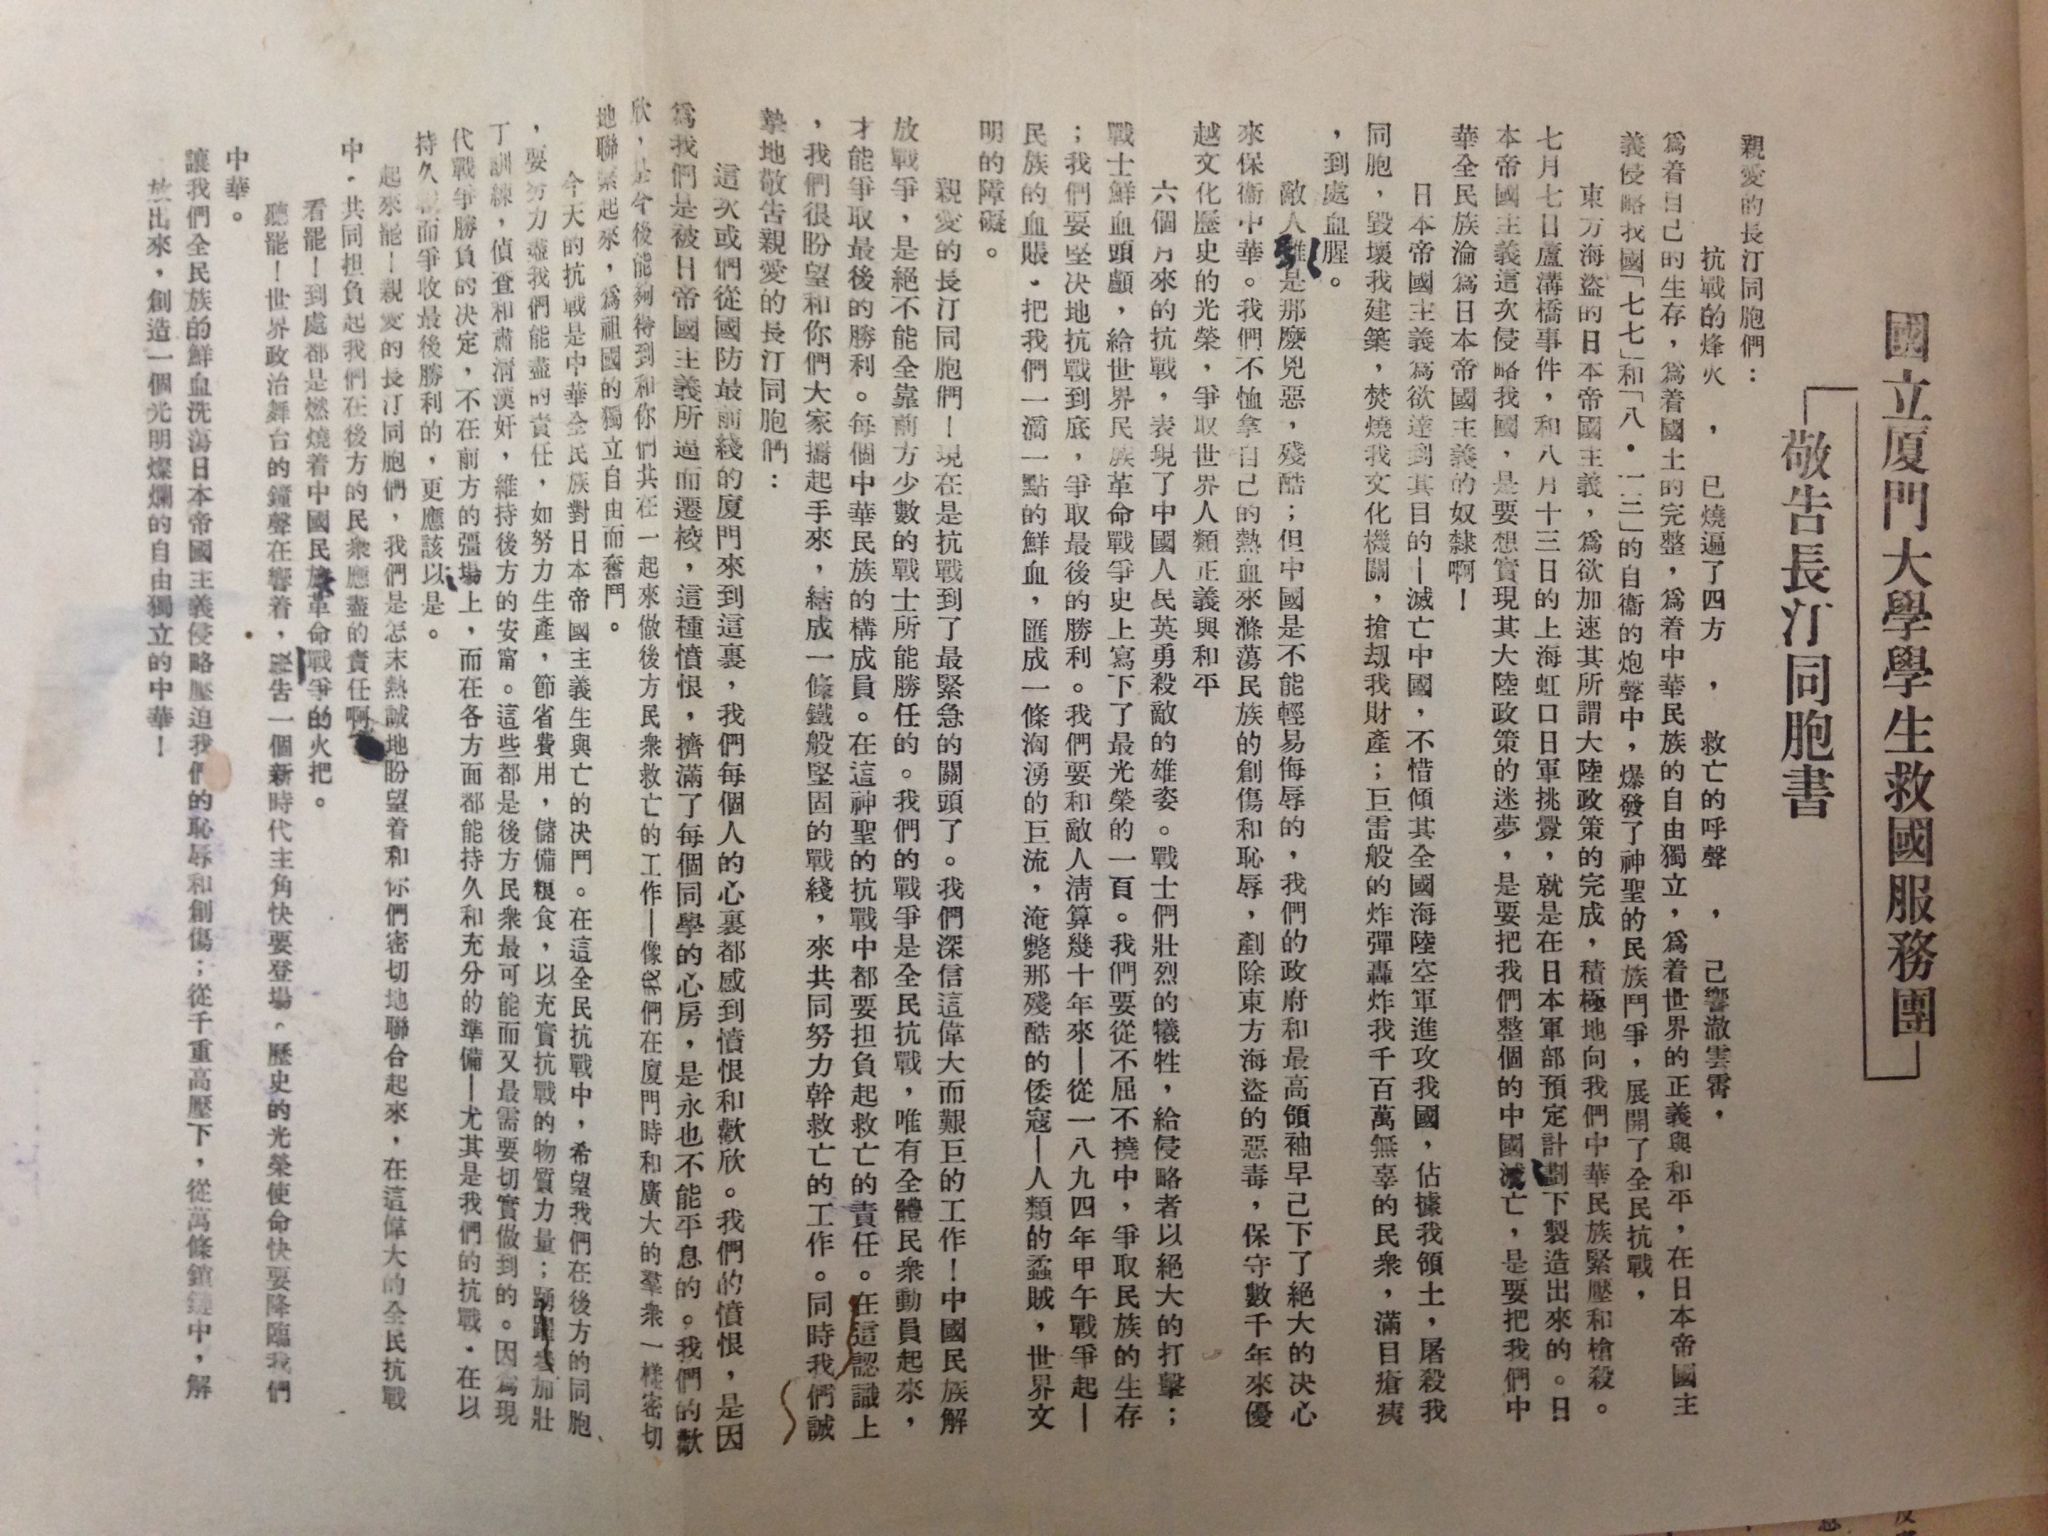 國立厦門大學學生救國服務團
敬告長汀同胞書
親愛的長汀同胞們：
抗戰的烽火，已燒遍了四方，救亡的呼聲，已響澈雲霄，
爲着自己的生存，爲着國土的完整，爲着中華民族的自由獨立，爲着世界的正義與和平，在日本帝國主
義侵略我國「七七」和「八·一三」的自衞的炮聲中，爆發了神聖的民族鬥爭，展開了全民抗戰，
東方海盜的日本帝國主義，爲欲加速其所謂大陸政策的完成，積極地向我們中華民族緊壓和槍殺。
七月七日蘆溝橋事件，和八月十三日的上海虹口日軍挑釁，就是在日本軍部預定計劃下製造出來的。日
本帝國主義這次侵略我國，是要想實現其大陸政策的迷夢，是要把我們整個的中國滅亡，是要把我們中
華全民族淪爲日本帝國主義的奴隸啊！
日本帝國主義爲欲達到其目的—滅亡中國，不惜傾其全國海陸空軍進攻我國，佔據我領土，屠殺我
同胞，毀壞我建築，焚燒我文化機關，搶劫我財產；巨雷般的炸彈轟炸我千百萬無辜的民衆，滿目瘡痍
，到處血腥。
敵人雖是那麼兇惡，殘酷；但中國是不能輕易侮辱的，我們的政府和最高領袖早已下了絕大的決心
來保衞中華。我們不恤拿自己的熱血來滌蕩民族的創傷和恥辱，剷除東方海盜的惡毒，保守數千年來優
越文化歷史的光榮，爭取世界人類正義與和平
六個月來的抗戰，表現了中國人民英勇殺敵的雄姿。戰士們壯烈的犧牲，給侵略者以絕大的打擊；
戰士鮮血頭顱，給世界民族革命戰爭史上寫下了最光榮的一頁。我們要從不屈不撓中，爭取民族的生存
；我們要堅決地抗戰到底，爭取最後的勝利。我們要和敵人淸算幾十年來—從一八九四年甲午戰爭起—
民族的血賬·把我們一滴一點的鮮血，匯成一條洶湧的巨流，淹斃那殘酷的倭寇—人類的蟊賊，世界文
明的障礙。
親愛的長汀同胞們—現在是抗戰到了最緊急的關頭了。我們深信這偉大而艱巨的工作！中國民族解
放戰爭，是絕不能全靠前方少數的戰士所能勝任的。我們的戰爭是全民抗戰，唯有全體民衆動員起來，
才能爭取最後的勝利。每個中華民族的構成員。在這神聖的抗戰中都要担負起救亡的責任。在這認識上
，我們很盼望和你們大家攜起手來，結成一條鐵般堅固的戰綫，來共同努力幹救亡的工作。同時我們誠
摯地敬告親愛的長汀同胞們：
這次我們從國防最前綫的廈門來到這裏，我們每個人的心裏都感到憤恨和歡欣。我們的憤恨，是因
爲我們是被日帝國主義所逼而遷校，這種憤恨，擠滿了每個同學的心房，是永也不能平息的。我們的歡
欣，是今後能夠得到和你們共在一起來做後方民衆救亡的工作—像我們在廈門時和廣大的羣衆一樣密切
地聯繫起來，爲祖國的獨立自由而奮鬥。
今天的抗戰是中華全民族對日本帝國主義生與亡的決鬥。在這全民抗戰中，希望我們在後方的同胞
，要努力盡我們能盡的責任，如努力生產，節省費用，儲備粮食，以充實抗戰的物質力量；踴躍參加壯
丁訓練，偵查和肅淸漢奸，維持後方的安甯。這些都是後方民衆最可能而又最需要切實做到的。因爲現
代戰爭勝負的決定，不在前方的彊場上，而在各方面都能持久和充分的準備—尤其是我們的抗戰·在以
持久戰而爭收最後勝利的，更應該以是。
起來罷—親愛的長汀同胞們，我們是怎末熱誠地盼望着和你們密切地聯合起來，在這偉大的全民抗戰
中·共同担負起我們在後方的民衆應盡的責任啊
看罷！到處都是燃燒着中國民族革命戰爭的火把。
聽罷！世界政治舞台的鐘聲在響着，警告一個新時代主角快要登場。歷史的光榮使命快要降臨我們
中華。
讓我們全民族的鮮血洗蕩日本帝國主義侵略壓迫我們的恥辱和創傷；從千重高壓下，從萬條鎖鏈中，解
放出來，創造一個光明燦爛的自由獨立的中華！